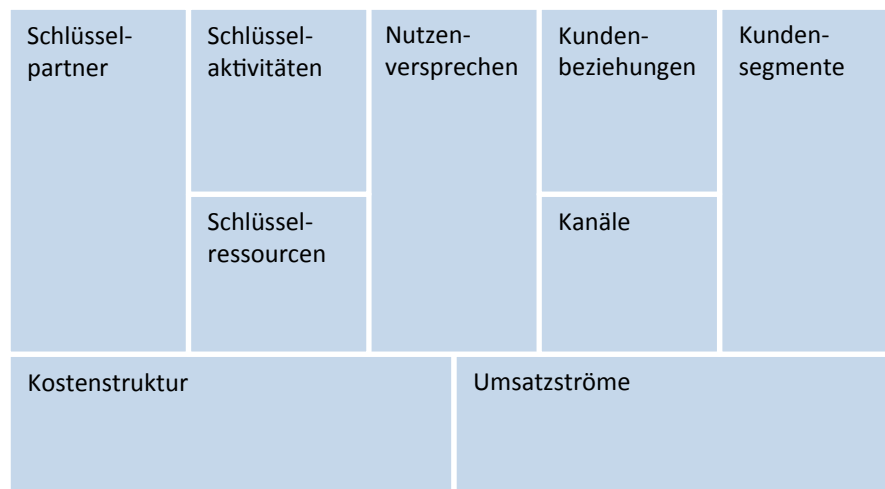 Schlüssel-
partner
Schlüssel-
aktivitäten
Schlüssel-
ressourcen
Nutzen-
versprechen
Kunden-
beziehungen
Kanäle
Kunden-
segmente
Kostenstruktur
Umsatzströme